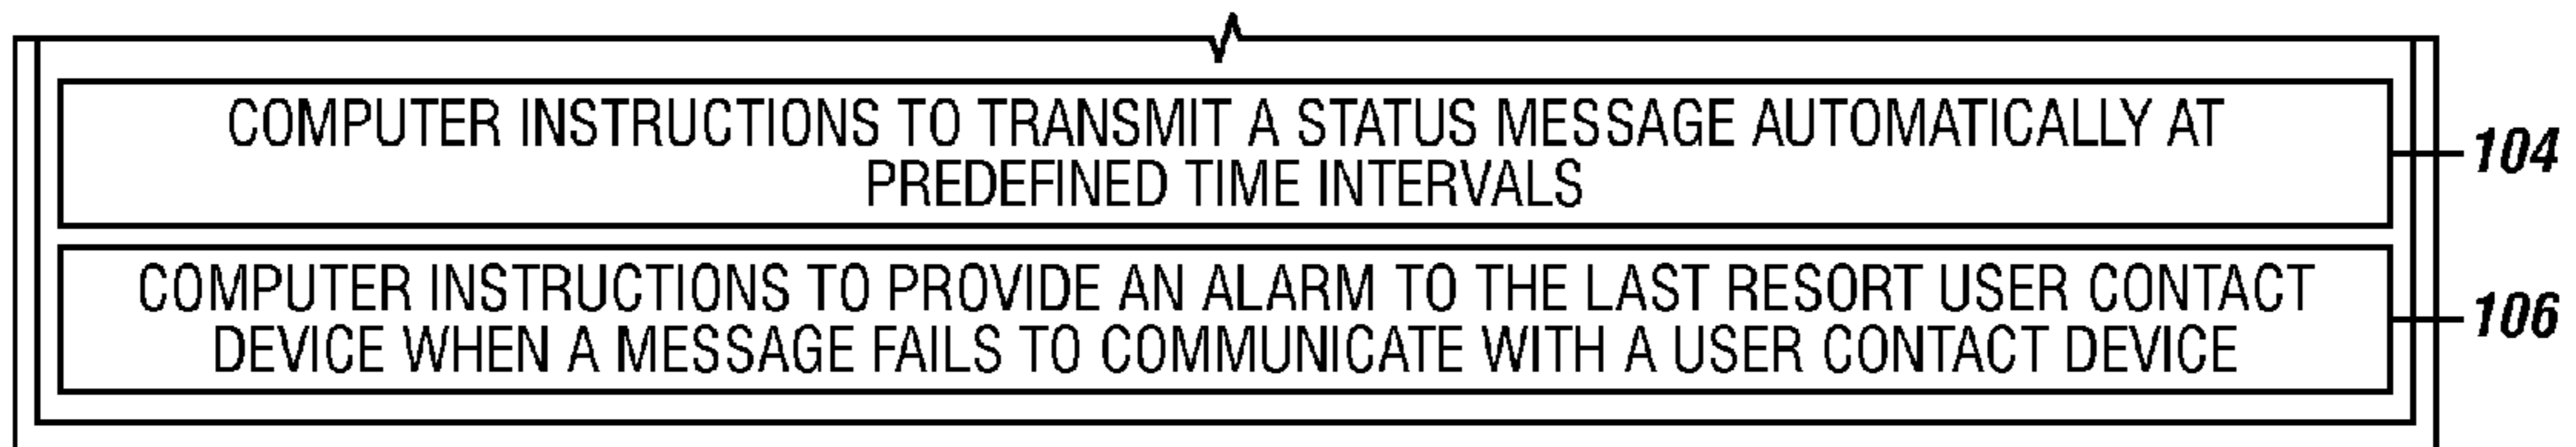 COMPUTER INSTRUCTIONS TO TRANSMIT A STATUS MESSAGE AUTOMATICALLY AT
PREDEFINED TIME INTERVALS
104
COMPUTER INSTRUCTIONS TO PROVIDE AN ALARM TO THE LAST RESORT USER CONTACT
DEVICE WHEN A MESSAGE FAILS TO COMMUNICATE WITH A USER CONTACT DEVICE
106